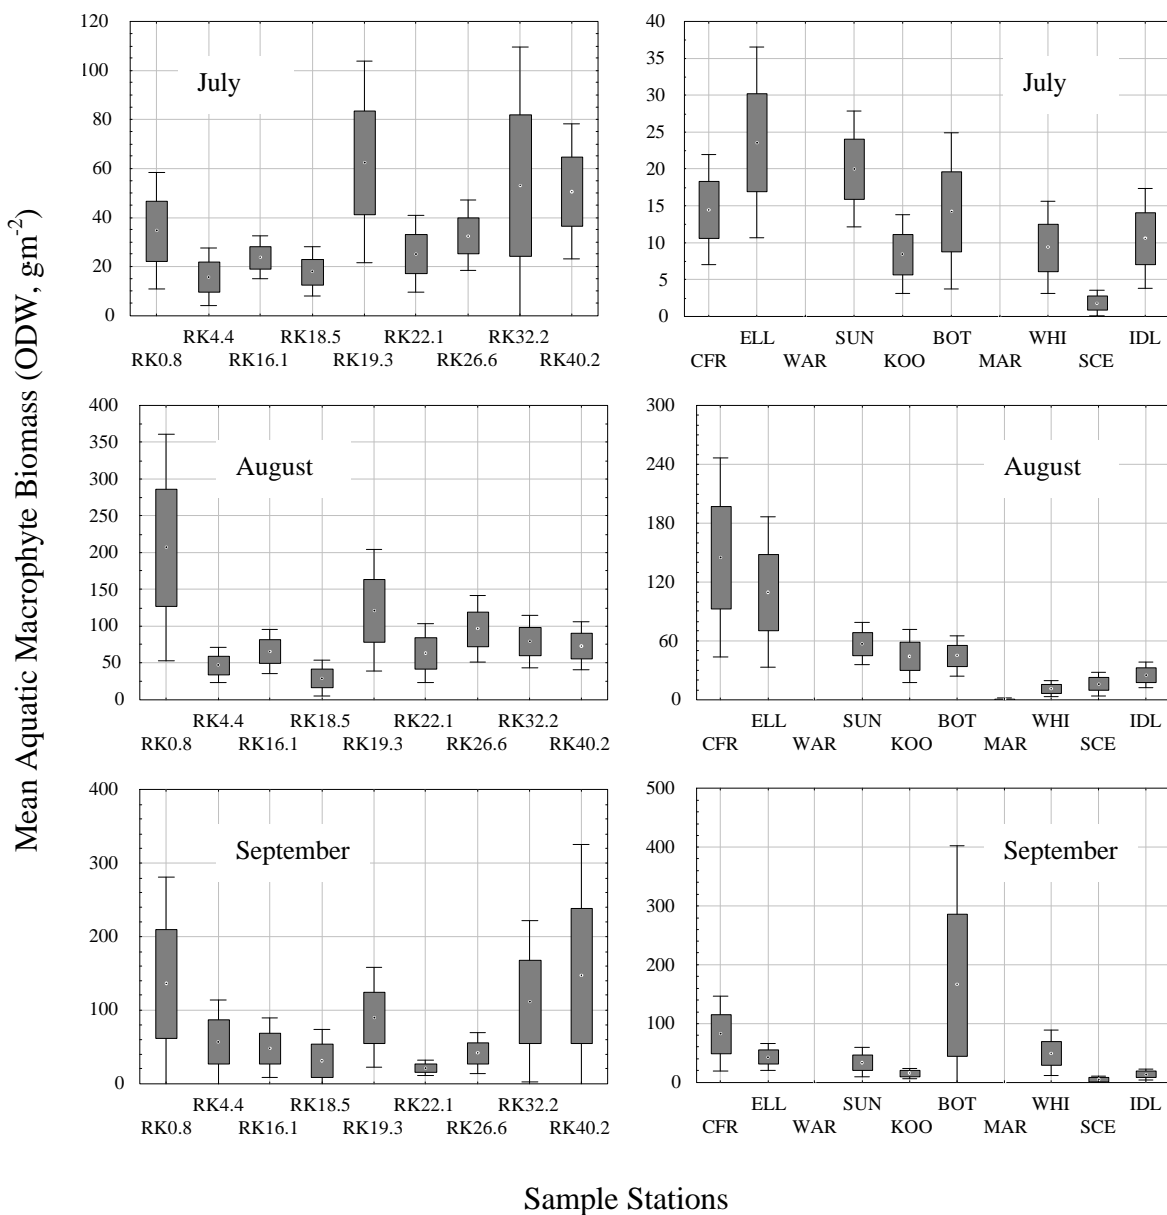 Mean Aquatic Macrophyte Biomass (ODW, g·m-2)
120
100
80
60
40
20
0
July
RK4.4 RK18.5 RK22.1 RK32.2
RK0.8 RK16.1 RK19.3 RK26.6 RK40.2
40
35
30
25
20
15
10
5
0
July
ELL SUN BOT WHI IDL
CFR WAR KOO MAR SCE
400
350
300
250
200
150
100
50
0
August
RK4.4 RK18.5 RK22.1 RK32.2
RK0.8 RK16.1 RK19.3 RK26.6 RK40.2
300
240
180
120
60
0
August
ELL SUN BOT WHI IDL
CFR WAR KOO MAR SCE
400
300
200
100
0
September
RK4.4 RK18.5 RK22.1 RK32.2
RK0.8 RK16.1 RK19.3 RK26.6 RK40.2
500
400
300
200
100
0
September
ELL SUN BOT WHI IDL
CFR WAR KOO MAR SCE
Sample Stations